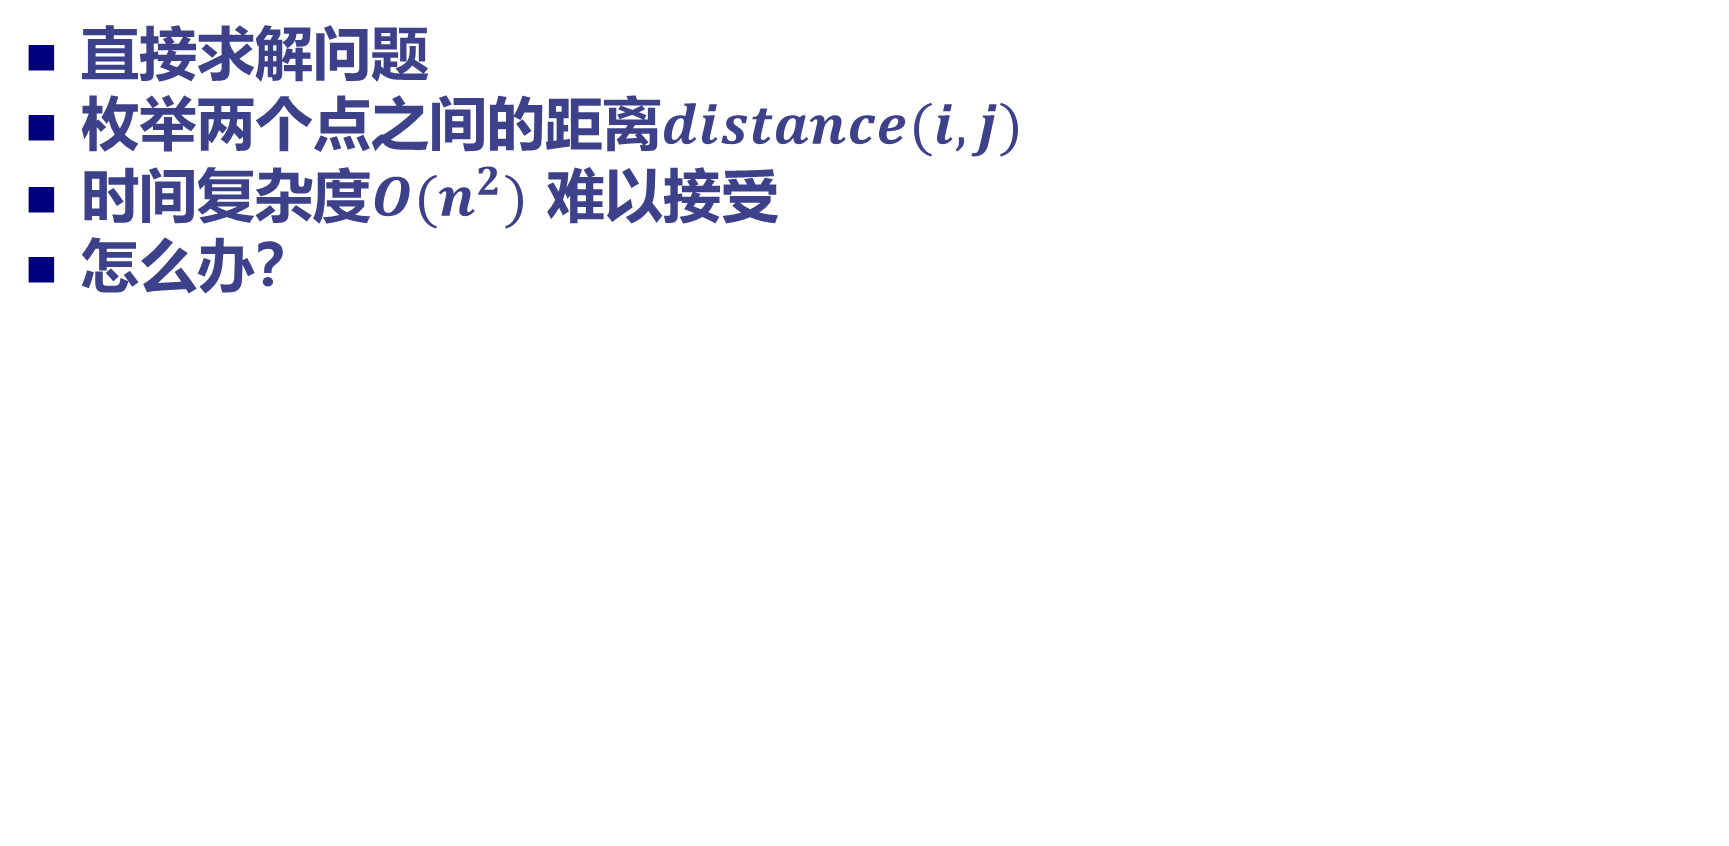 ■ 直接求解问题
■ 枚举两个点之间的距离distance(i,j)
■ 时间复杂度O(n²) 难以接受
■ 怎么办？